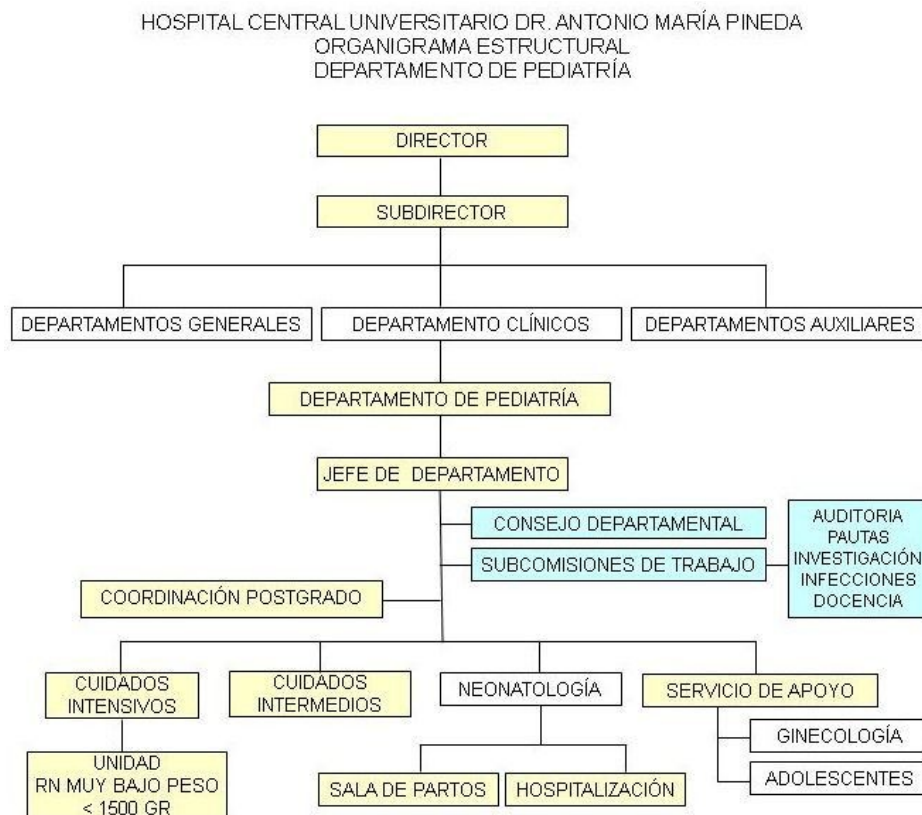 HOSPITAL CENTRAL UNIVERSITARIO DR. ANTONIO MARÍA PINEDA
ORGANIGRAMA ESTRUCTURAL
DEPARTAMENTO DE PEDIATRÍA
DIRECTOR
SUBDIRECTOR
DEPARTAMENTOS GENERALES
DEPARTAMENTO CLÍNICOS
DEPARTAMENTOS AUXILIARES
DEPARTAMENTO DE PEDIATRÍA
JEFE DE DEPARTAMENTO
CONSEJO DEPARTAMENTAL
SUBCOMISIONES DE TRABAJO
AUDITORIA
PAUTAS
INVESTIGACIÓN
INFECCIONES
DOCENCIA
COORDINACIÓN POSTGRADO
CUIDADOS
INTENSIVOS
CUIDADOS
INTERMEDIOS
NEONATOLOGÍA
SERVICIO DE APOYO
UNIDAD
RN MUY BAJO PESO
< 1500 GR
SALA DE PARTOS
HOSPITALIZACIÓN
GINECOLOGÍA
ADOLESCENTES